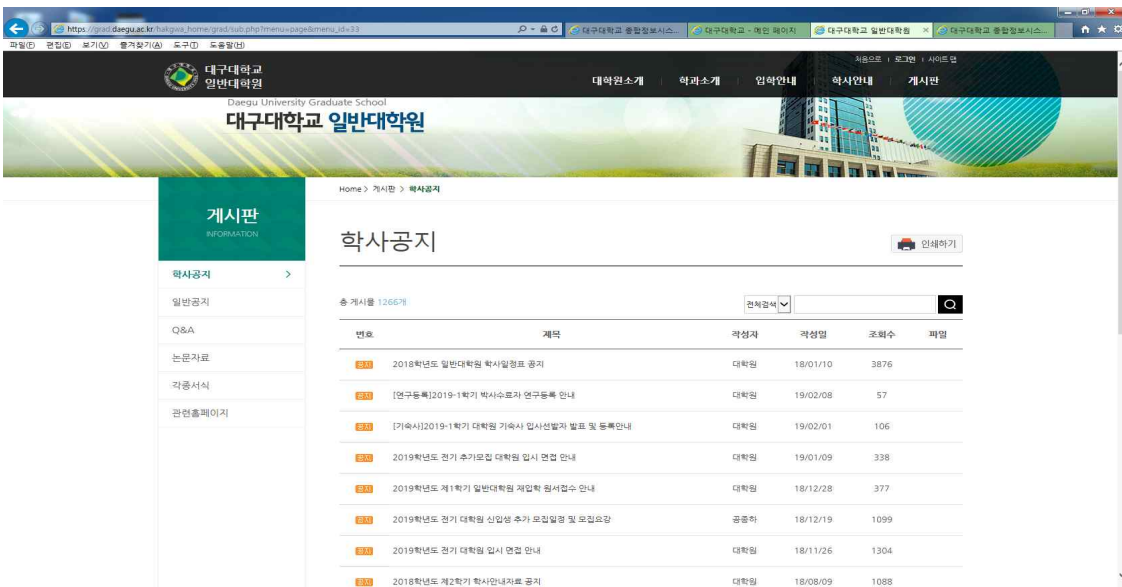 https://grad.daegu.ac.kr/hakgwa_home/grad/sub.php?menu=page&menu_id=33
대구대학교 종합정보시스...
대구대학교 - 메인 페이지
대구대학교 일반대학원
대구대학교 종합정보시스...
파일(F) 편집(E) 보기(V) 즐겨찾기(A) 도구(T) 도움말(H)
처음으로 | 로그인 | 사이트맵
대구대학교
일반대학원
대학원소개 학과소개 입학안내 학사안내 게시판
Daegu University Graduate School
대구대학교 일반대학원
Home > 게시판 > 학사공지
게시판
INFORMATION
학사공지 >
일반공지
Q&A
논문자료
각종서식
관련홈페이지
학사공지
인쇄하기
총 게시물 1266개
전체검색
번호 제목 작성자 작성일 조회수 파일
공지 2018학년도 일반대학원 학사일정표 공지 대학원 18/01/10 3876
공지 [연구등록]2019-1학기 박사수료자 연구등록 안내 대학원 19/02/08 57
공지 [기숙사]2019-1학기 대학원 기숙사 입사선발자 발표 및 등록안내 대학원 19/02/01 106
공지 2019학년도 전기 추가모집 대학원 입시 면접 안내 대학원 19/01/09 338
공지 2019학년도 제1학기 일반대학원 재입학 원서접수 안내 대학원 18/12/28 377
공지 2019학년도 전기 대학원 신입생 추가 모집일정 및 모집요강 공종하 18/12/19 1099
공지 2019학년도 전기 대학원 입시 면접 안내 대학원 18/11/26 1304
공지 2018학년도 제2학기 학사안내자료 공지 대학원 18/08/09 1088